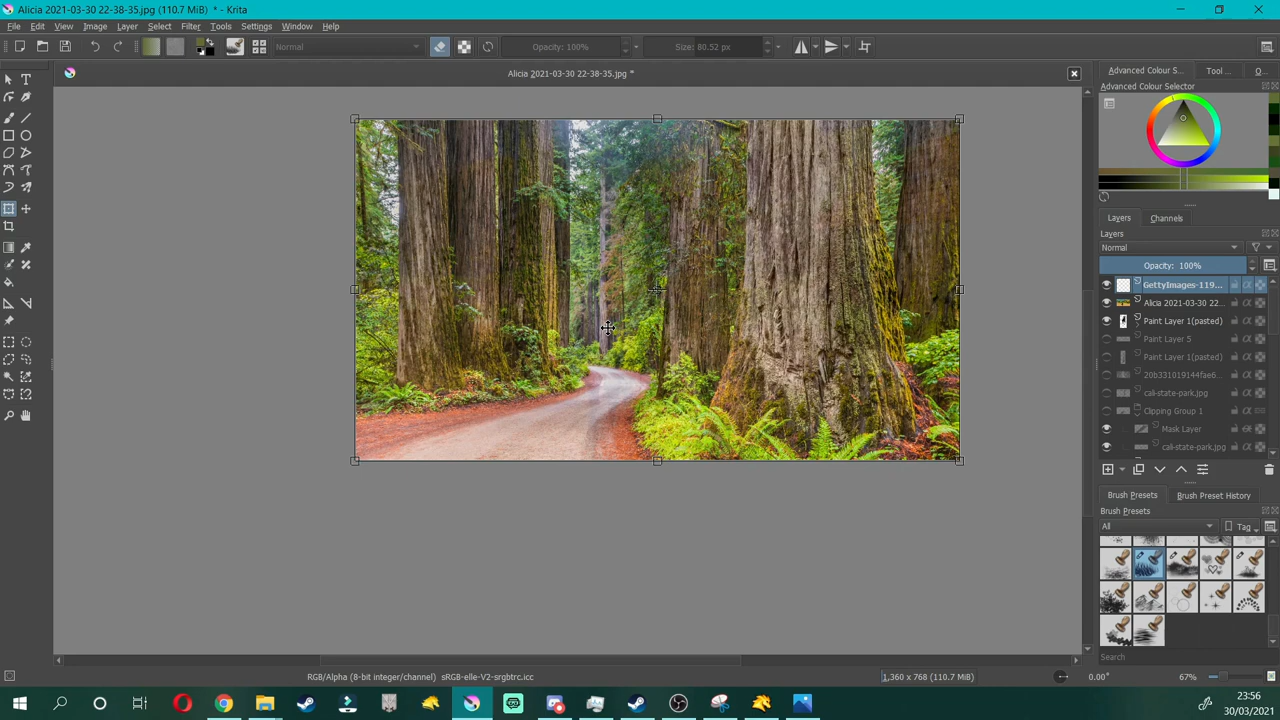 Alicia 2021-03-30 22-38-35.jpg (110.7 MiB) * - Krita
File Edit View Image Layer Select Filter Tools Settings Window Help
Normal Opacity: 100% Size: 80.52 px
Alicia 2021-03-30 22-38-35.jpg *
Advanced Colour S... Tool ... O...
Advanced Colour Selector
Layers Channels
Layers
Normal
Opacity: 100%
GettyImages-119...
Alicia 2021-03-30 22...
Paint Layer 1(pasted)
Paint Layer 5
Paint Layer 1(pasted)
20b331019144fae6...
cali-state-park.jpg
Clipping Group 1
Mask Layer
cali-state-park.jpg
Brush Presets Brush Preset History
Brush Presets
All Tag
Search
RGB/Alpha (8-bit integer/channel) sRGB-elle-V2-srgbtrc.icc 1,360 x 768 (110.7 MiB) 0.00° 67%
23:56
30/03/2021